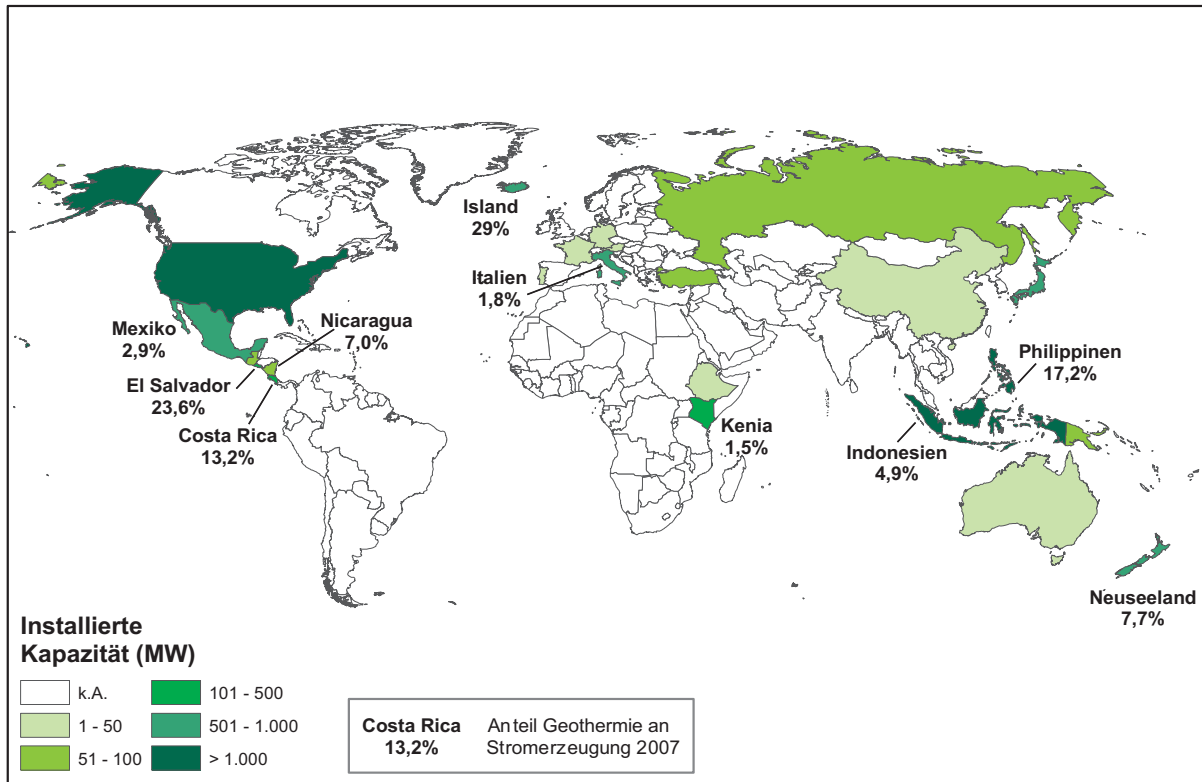 Island
29%
Italien
1,8%
Mexiko
2,9%
Nicaragua
7,0%
El Salvador
23,6%
Costa Rica
13,2%
Kenia
1,5%
Philippinen
17,2%
Indonesien
4,9%
Neuseeland
7,7%
Installierte
Kapazität (MW)
k.A.
1 - 50
51 - 100
101 - 500
501 - 1.000
> 1.000
Costa Rica
13,2%
Anteil Geothermie an
Stromerzeugung 2007